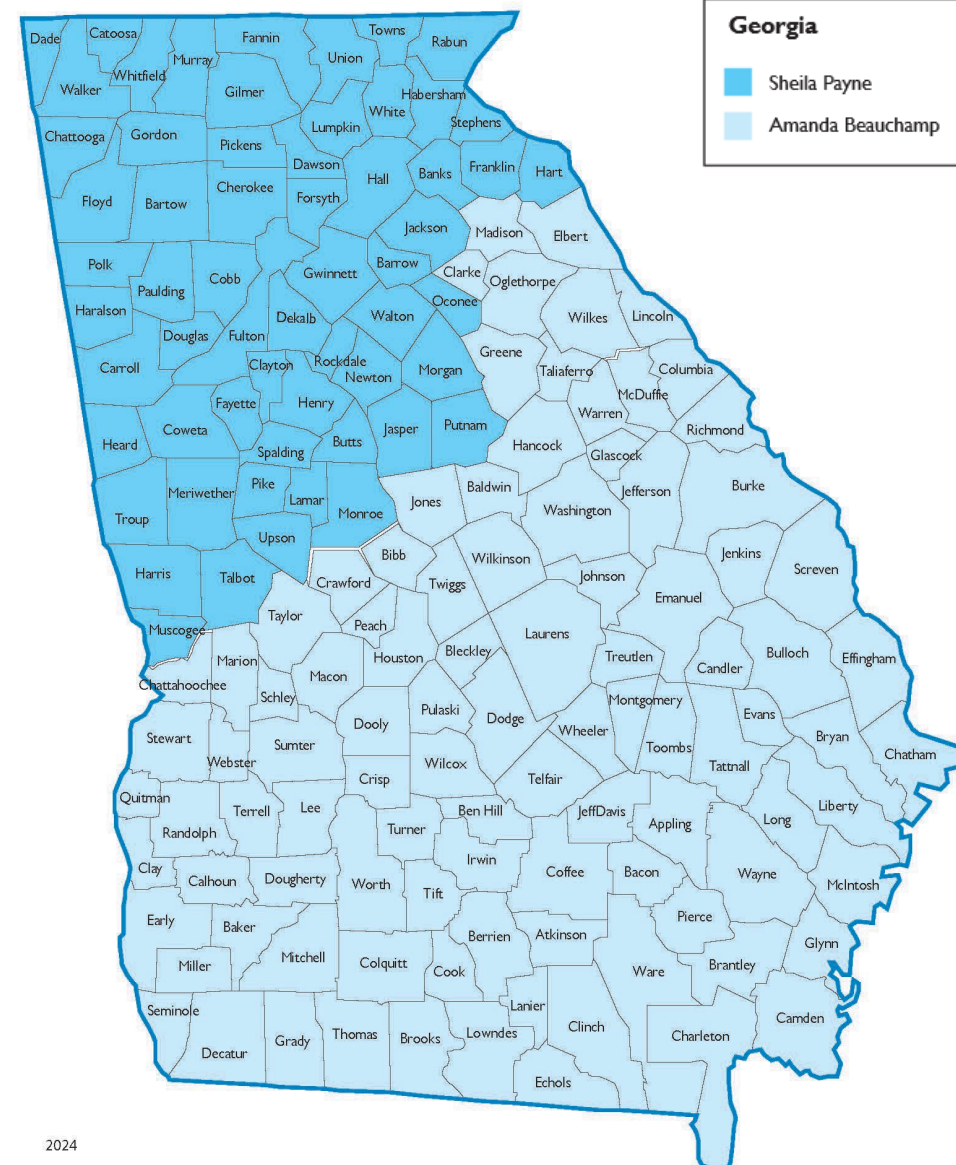 Georgia
Sheila Payne
Amanda Beauchamp
Dade
Catoosa
Fannin
Towns
Rabun
Union
Murray
Whitfield
Walker
Gilmer
Habersham
White
Stephens
Lumpkin
Chattooga
Gordon
Pickens
Dawson
Hall
Banks
Franklin
Hart
Cherokee
Forsyth
Floyd
Bartow
Jackson
Madison
Elbert
Barrow
Clarke
Polk
Cobb
Gwinnett
Oglethorpe
Paulding
Oconee
Haralson
Dekalb
Walton
Wilkes
Lincoln
Douglas
Fulton
Greene
Carroll
Clayton
Rockdale
Newton
Morgan
Taliaferro
Columbia
McDuffie
Fayette
Henry
Warren
Coweta
Heard
Spalding
Butts
Jasper
Putnam
Richmond
Hancock
Glascock
Meriwether
Pike
Lamar
Monroe
Jones
Baldwin
Jefferson
Burke
Troup
Washington
Upson
Bibb
Wilkinson
Jenkins
Screven
Harris
Talbot
Crawford
Twiggs
Johnson
Emanuel
Taylor
Peach
Muscogee
Laurens
Houston
Bleckley
Treutlen
Candler
Bulloch
Effingham
Marion
Macon
Chattahoochee
Schley
Montgomery
Stewart
Dooly
Pulaski
Dodge
Wheeler
Evans
Bryan
Sumter
Toombs
Chatham
Webster
Wilcox
Tattnall
Crisp
Telfair
Quitman
Terrell
Lee
Ben Hill
JeffDavis
Appling
Long
Liberty
Randolph
Turner
Irwin
Clay
Calhoun
Dougherty
Worth
Tift
Coffee
Bacon
Wayne
McIntosh
Early
Baker
Pierce
Berrien
Atkinson
Glynn
Miller
Mitchell
Colquitt
Cook
Ware
Brantley
Seminole
Lanier
Camden
Decatur
Grady
Thomas
Brooks
Lowndes
Clinch
Charleton
Echols
2024